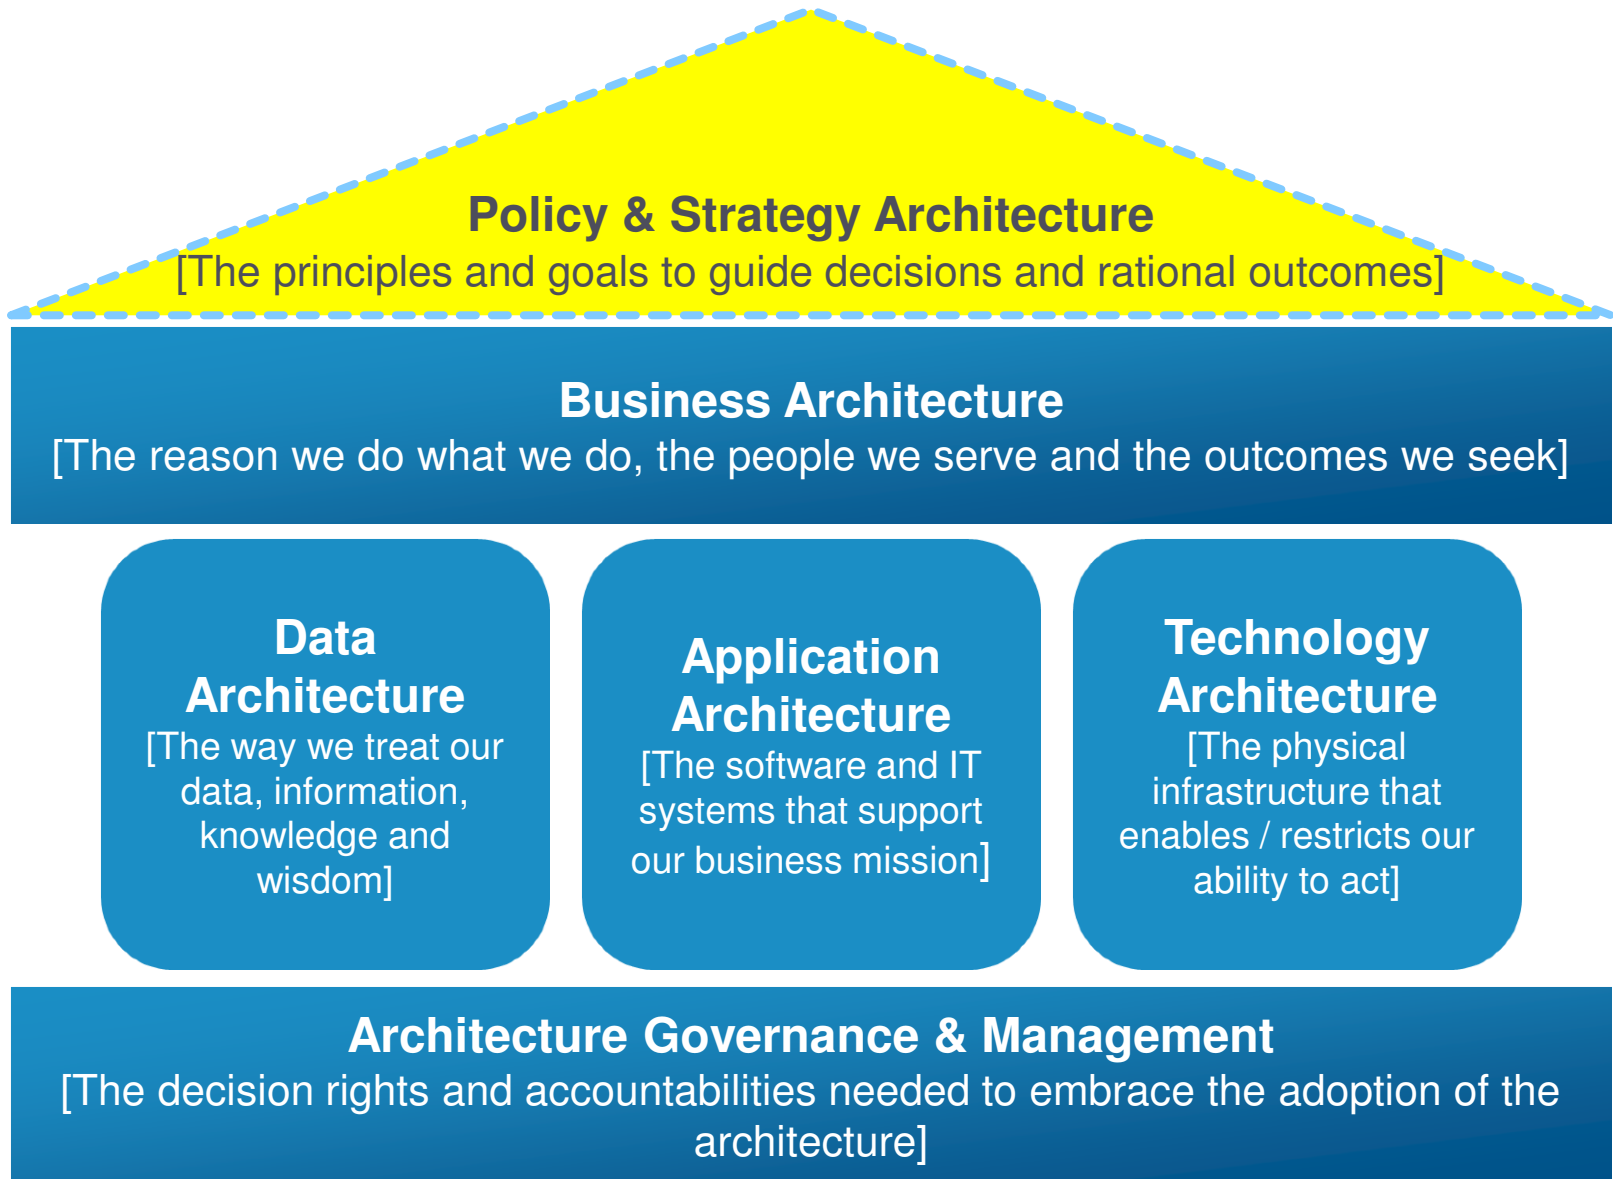 Policy & Strategy Architecture
[The principles and goals to guide decisions and rational outcomes]
Business Architecture
[The reason we do what we do, the people we serve and the outcomes we seek]
Data
Architecture
[The way we treat our
data, information,
knowledge and
wisdom]
Application
Architecture
[The software and IT
systems that support
our business mission]
Technology
Architecture
[The physical
infrastructure that
enables / restricts our
ability to act]
Architecture Governance & Management
[The decision rights and accountabilities needed to embrace the adoption of the
architecture]